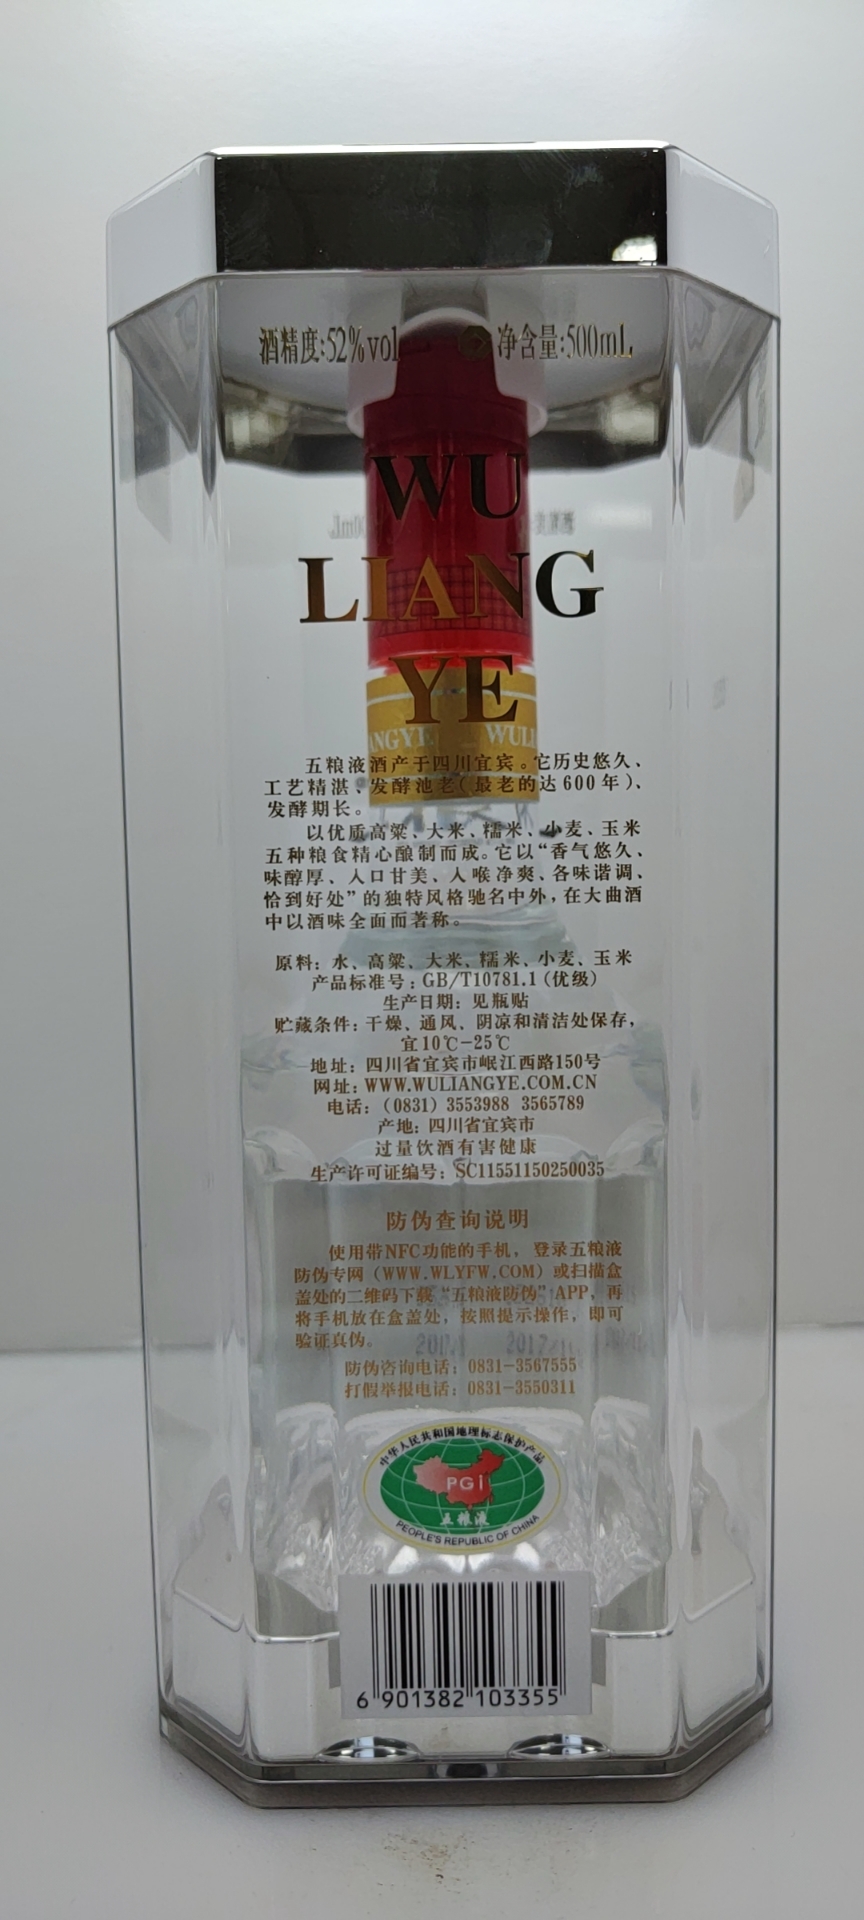 酒精度:52%vol 净含量:500mL
WU
LIANG
YE
ANGYE WULI
五粮液酒产于四川宜宾。它历史悠久、
工艺精湛、发酵池老(最老的达600年)、
发酵期长。
以优质高粱、大米、糯米、小麦、玉米
五种粮食精心酿制而成。它以“香气悠久、
味醇厚、入口甘美、入喉净爽、各味谐调、
恰到好处”的独特风格驰名中外,在大曲酒
中以酒味全面而著称。
原料: 水、高粱、大米、糯米、小麦、玉米
产品标准号: GB/T10781.1(优级)
生产日期: 见瓶贴
贮藏条件: 干燥、通风、阴凉和清洁处保存,
宜10℃-25℃
地址: 四川省宜宾市岷江西路150号
网址: WWW.WULIANGYE.COM.CN
电话: (0831) 3553988 3565789
产地: 四川省宜宾市
过量饮酒有害健康
生产许可证编号: SC11551150250035
防伪查询说明
使用带NFC功能的手机, 登录五粮液
防伪专网 (WWW.WLYFW.COM) 或扫描盒
盖处的二维码下载“五粮液防伪”APP, 再
将手机放在盒盖处, 按照提示操作, 即可
验证真伪。
防伪咨询电话: 0831-3567555
打假举报电话: 0831-3550311
中华人民共和国地理标志保护产品
PGI
五粮液
PEOPLE'S REPUBLIC OF CHINA
6 901382 103355